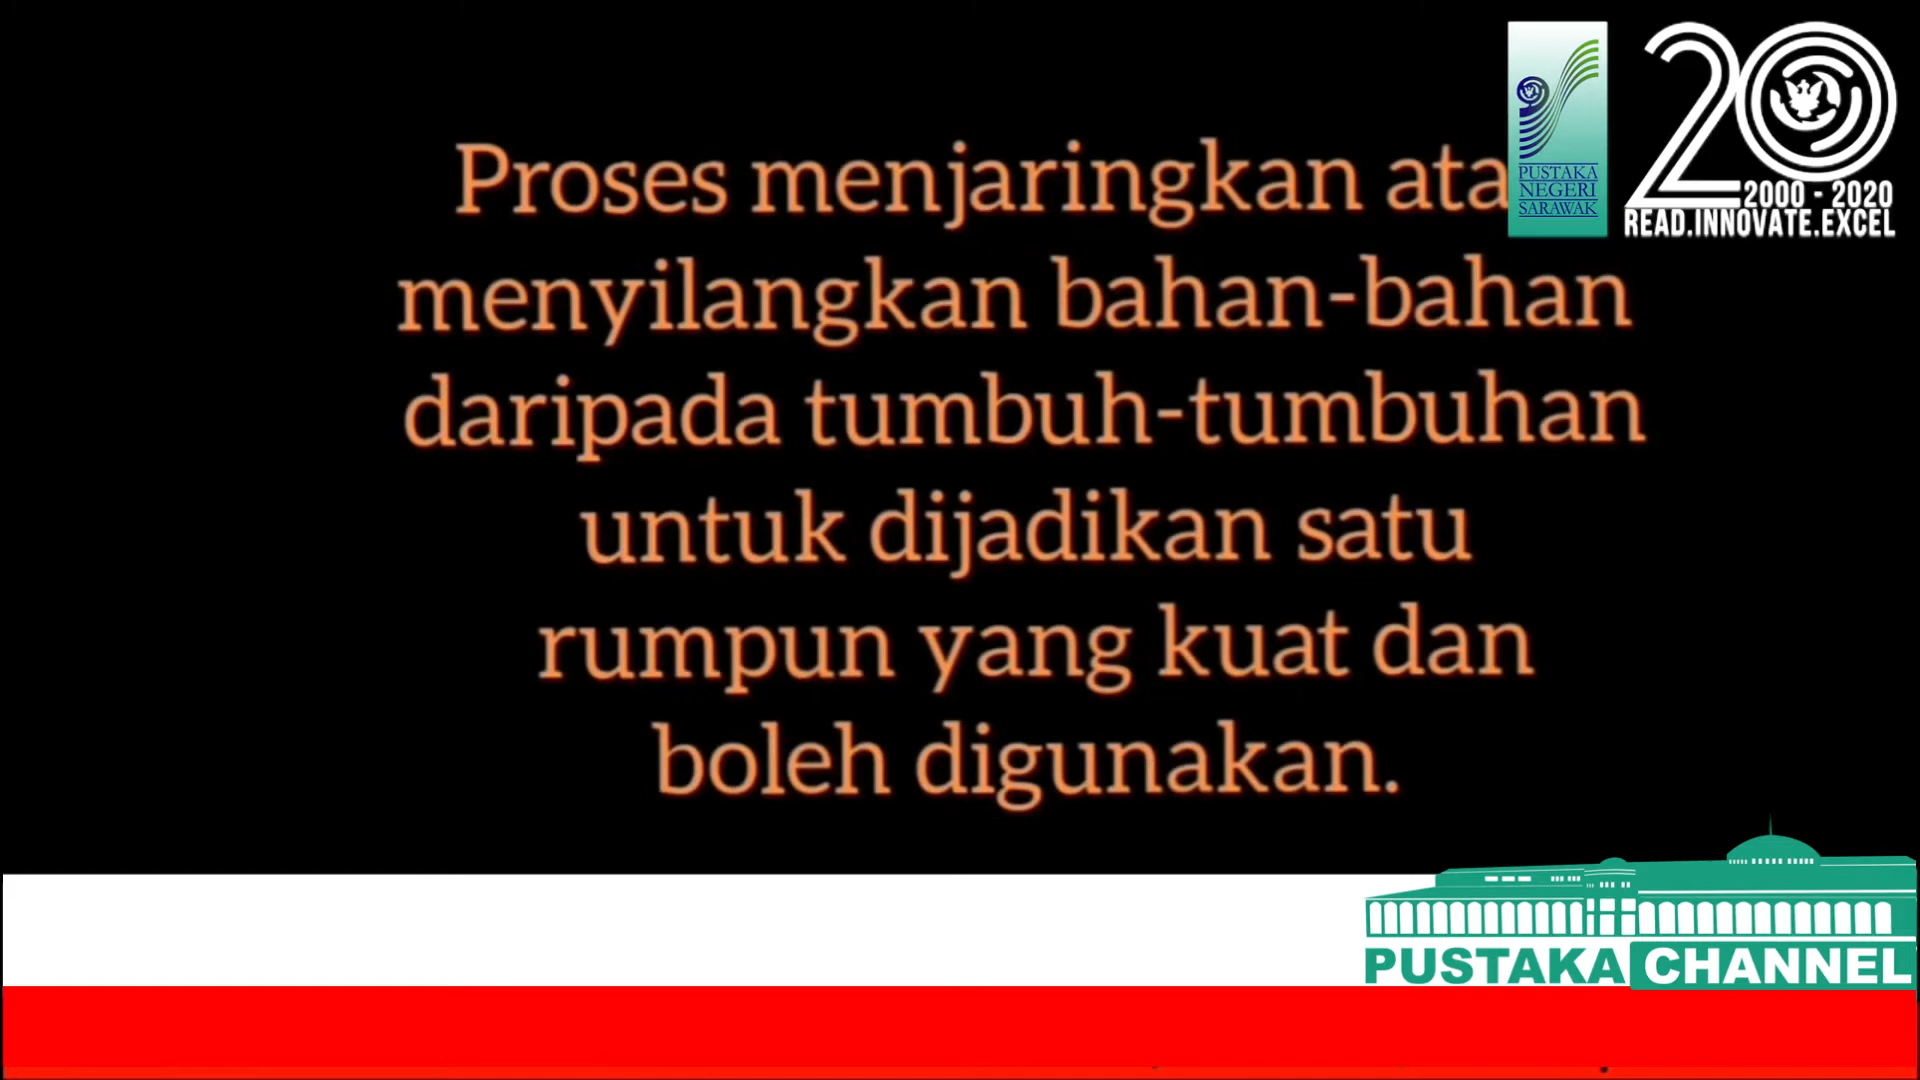 Proses menjaringkan ata
menyilangkan bahan-bahan
daripada tumbuh-tumbuhan
untuk dijadikan satu
rumpun yang kuat dan
boleh digunakan.
PUSTAKA
NEGERI
SARAWAK
20
2000 - 2020
READ.INNOVATE.EXCEL
PUSTAKA CHANNEL